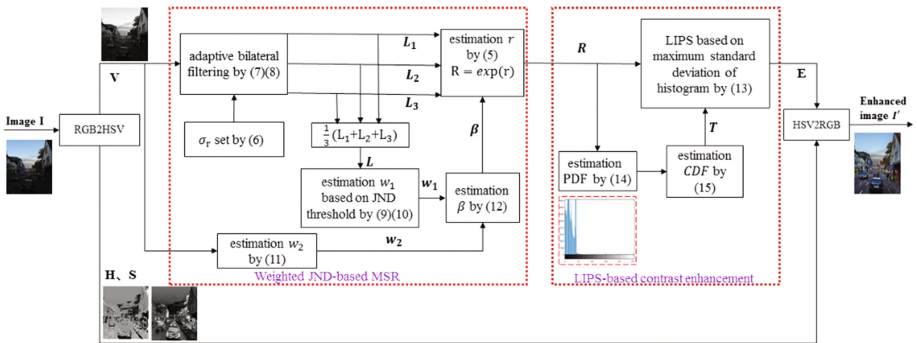 Image I
RGB2HSV
V
H、S
adaptive bilateral
filtering by (7)(8)
σr set by (6)
L1
L2
L3
1/3 (L1+L2+L3)
L
estimation w1
based on JND
threshold by (9)(10)
w1
estimation w2
by (11)
w2
estimation
β by (12)
β
estimation r
by (5)
R = exp(r)
Weighted JND-based MSR
R
LIPS based on
maximum standard
deviation of
histogram by (13)
T
estimation
PDF by (14)
estimation
CDF by
(15)
LIPS-based contrast enhancement
E
HSV2RGB
Enhanced
image I′